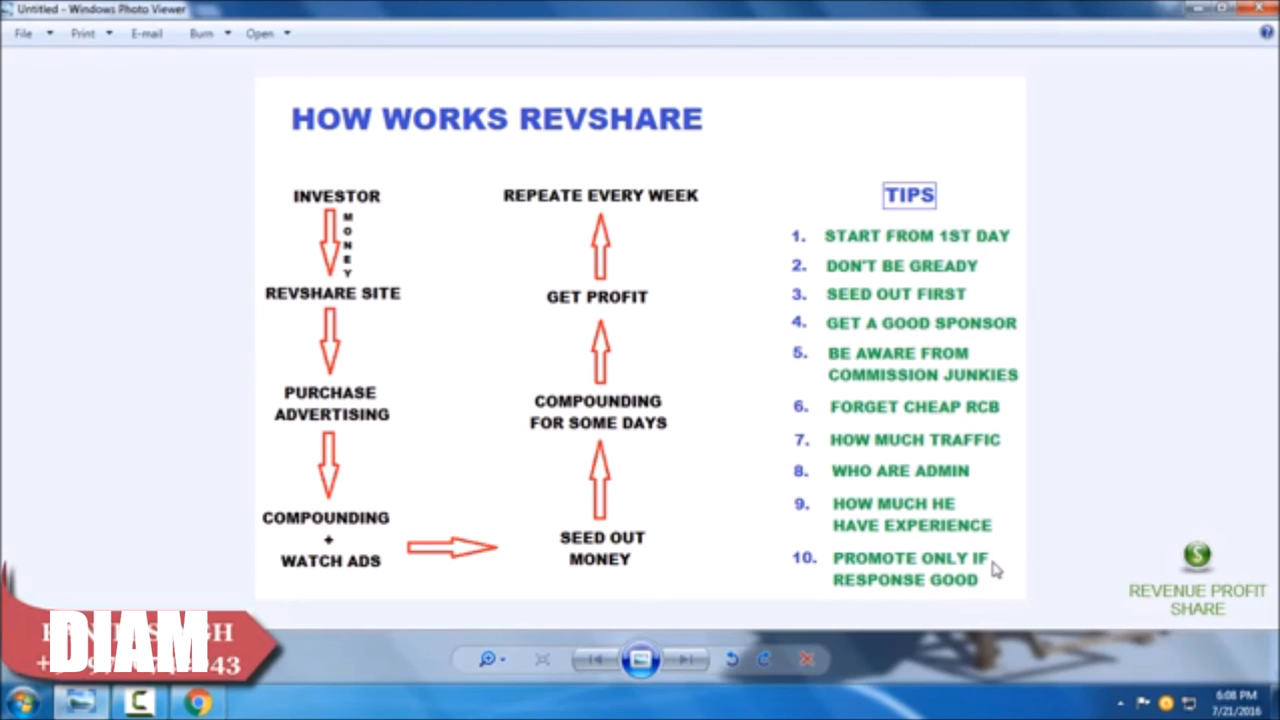 Untitled - Windows Photo Viewer
File Print E-mail Burn Open
HOW WORKS REVSHARE
INVESTOR
MONEY
REVSHARE SITE
PURCHASE
ADVERTISING
COMPOUNDING
+
WATCH ADS
SEED OUT
MONEY
COMPOUNDING
FOR SOME DAYS
GET PROFIT
REPEATE EVERY WEEK
TIPS
1. START FROM 1ST DAY
2. DON'T BE GREADY
3. SEED OUT FIRST
4. GET A GOOD SPONSOR
5. BE AWARE FROM
COMMISSION JUNKIES
6. FORGET CHEAP RCB
7. HOW MUCH TRAFFIC
8. WHO ARE ADMIN
9. HOW MUCH HE
HAVE EXPERIENCE
10. PROMOTE ONLY IF
RESPONSE GOOD
REVENUE PROFIT
SHARE
DIAM
6:08 PM
7/21/2016